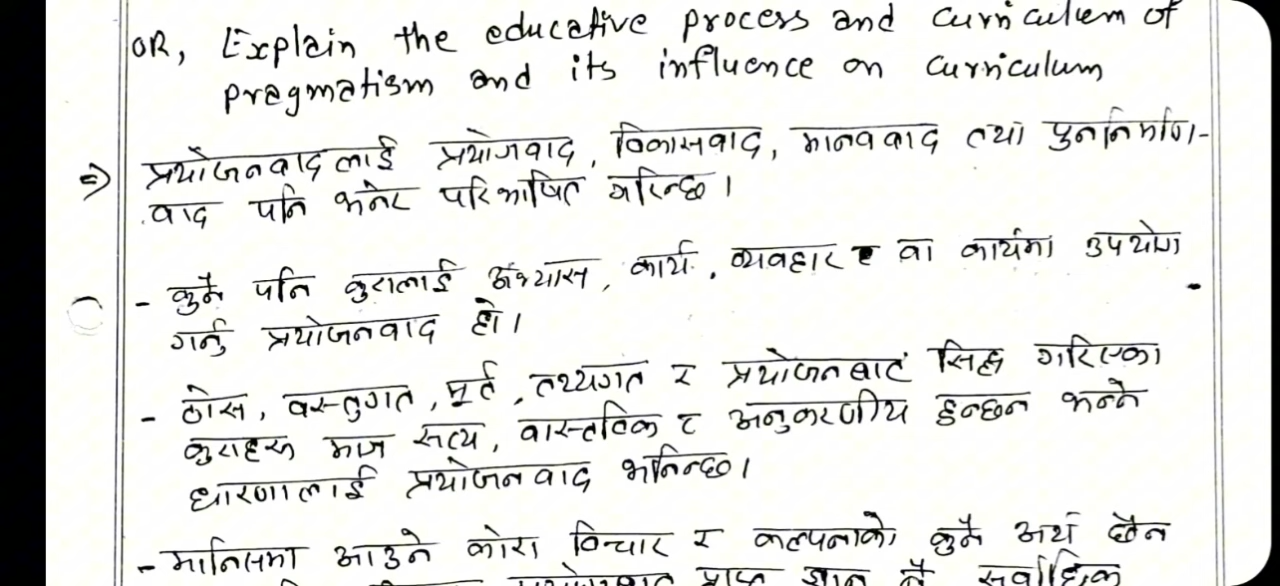 OR, Explain the educative process and curriculum of
pragmatism and its influence on curriculum
=> प्रयोजनवादलाई प्रयोगवाद, विकासवाद, मानववाद तथा पुननिर्माण-
वाद पनि भनेर परिभाषित गरिन्छ।
- कुनै पनि कुरालाई अभ्यास, कार्य, व्यवहार र वा कार्यमा उपयोग
गर्नु प्रयोजनवाद हो।
- ठोस, वस्तुगत, मूर्त, तथ्यगत र प्रयोजनबाट सिद्ध गरिएका
कुराहरू मात्र सत्य, वास्तविक र अनुकरणीय हुन्छन भन्ने
धारणालाई प्रयोजनवाद भनिन्छ।
- मानिसमा आउने कोरा विचार र कल्पनाको कुनै अर्थ छैन
प्राप्त ज्ञान नै